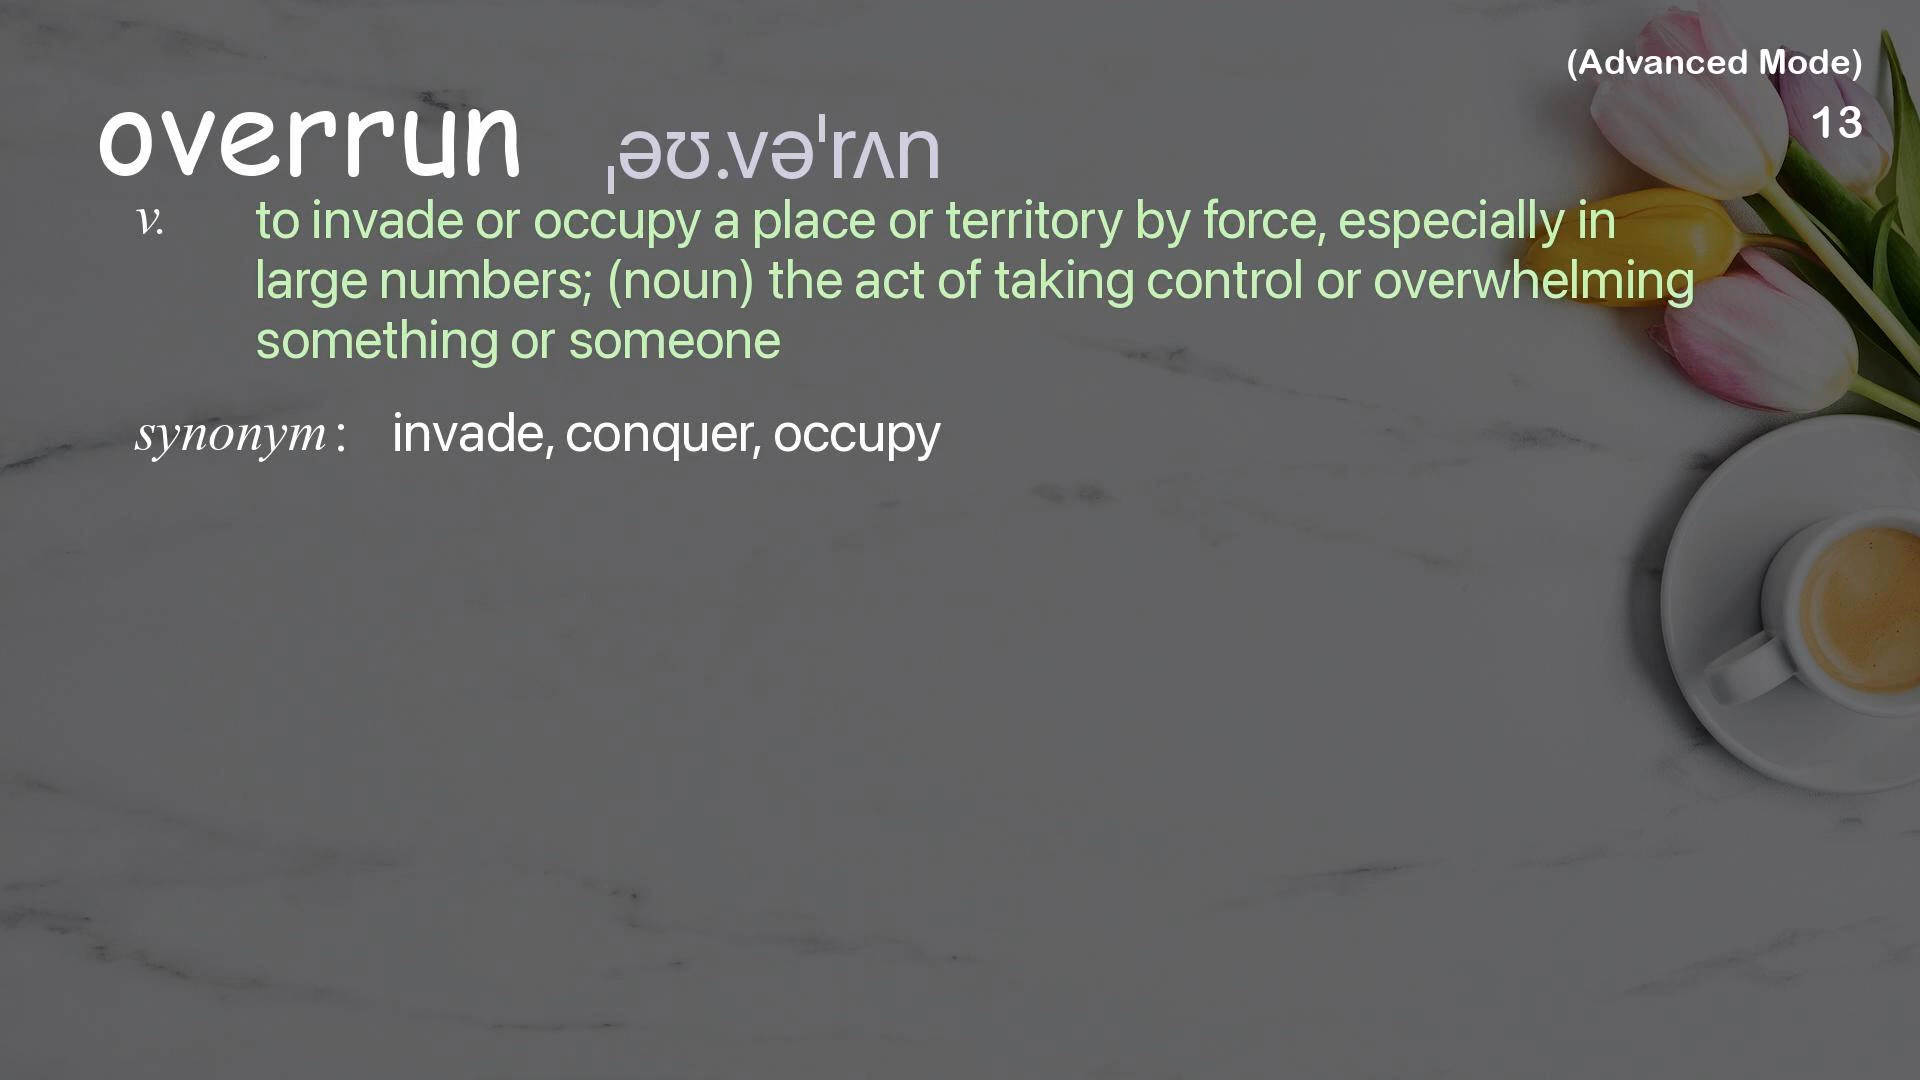 (Advanced Mode)
13
overrun ˌəʊ.vəˈrʌn
v. to invade or occupy a place or territory by force, especially in
large numbers; (noun) the act of taking control or overwhelming
something or someone
synonym : invade, conquer, occupy